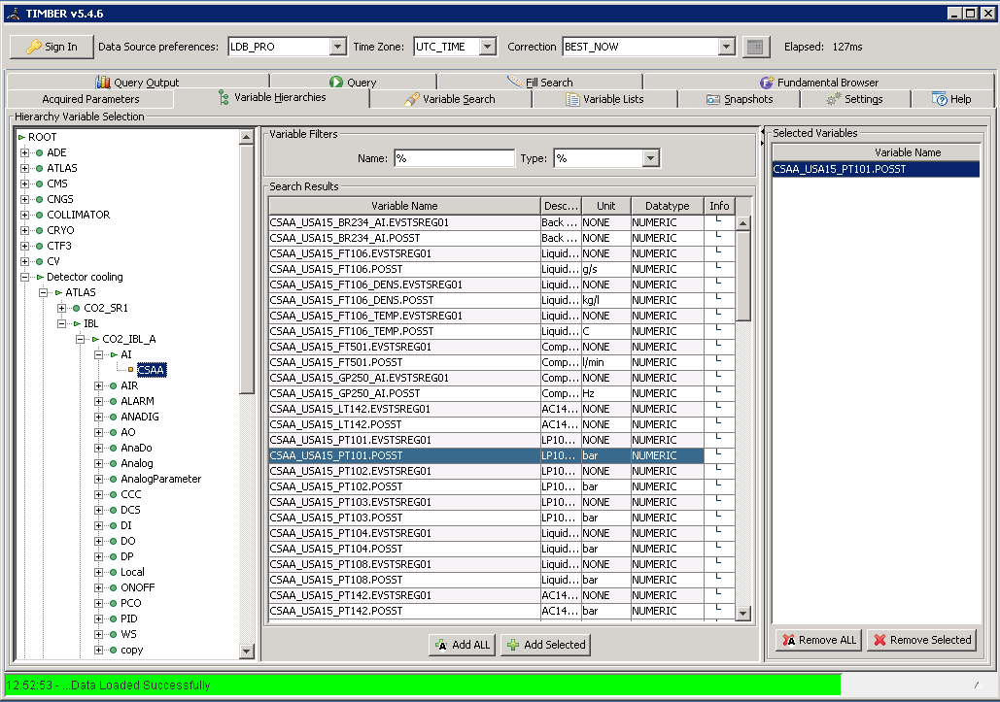 TIMBER v5.4.6
Sign In Data Source preferences: LDB_PRO Time Zone: UTC_TIME Correction BEST_NOW Elapsed: 127ms
Query Output Query Fill Search Fundamental Browser
Acquired Parameters Variable Hierarchies Variable Search Variable Lists Snapshots Settings Help
Hierarchy Variable Selection
ROOT
ADE
ATLAS
CMS
CNGS
COLLIMATOR
CRYO
CTF3
CV
Detector cooling
ATLAS
CO2_SR1
IBL
CO2_IBL_A
AI
CSAA
AIR
ALARM
ANADIG
AO
AnaDo
Analog
AnalogParameter
CCC
DCS
DI
DO
DP
Local
ONOFF
PCO
PID
WS
copy
Variable Filters
Name: % Type: %
Search Results
Variable Name Desc... Unit Datatype Info
CSAA_USA15_BR234_AI.EVSTSREG01 Back ... NONE NUMERIC
CSAA_USA15_BR234_AI.POSST Back ... NONE NUMERIC
CSAA_USA15_FT106.EVSTSREG01 Liquid... NONE NUMERIC
CSAA_USA15_FT106.POSST Liquid... g/s NUMERIC
CSAA_USA15_FT106_DENS.EVSTSREG01 Liquid... NONE NUMERIC
CSAA_USA15_FT106_DENS.POSST Liquid... kg/l NUMERIC
CSAA_USA15_FT106_TEMP.EVSTSREG01 Liquid... NONE NUMERIC
CSAA_USA15_FT106_TEMP.POSST Liquid... C NUMERIC
CSAA_USA15_FT501.EVSTSREG01 Comp... NONE NUMERIC
CSAA_USA15_FT501.POSST Comp... l/min NUMERIC
CSAA_USA15_GP250_AI.EVSTSREG01 Comp... NONE NUMERIC
CSAA_USA15_GP250_AI.POSST Comp... Hz NUMERIC
CSAA_USA15_LT142.EVSTSREG01 AC14... NONE NUMERIC
CSAA_USA15_LT142.POSST AC14... NONE NUMERIC
CSAA_USA15_PT101.EVSTSREG01 LP10... NONE NUMERIC
CSAA_USA15_PT101.POSST LP10... bar NUMERIC
CSAA_USA15_PT102.EVSTSREG01 LP10... NONE NUMERIC
CSAA_USA15_PT102.POSST LP10... bar NUMERIC
CSAA_USA15_PT103.EVSTSREG01 LP10... NONE NUMERIC
CSAA_USA15_PT103.POSST LP10... bar NUMERIC
CSAA_USA15_PT104.EVSTSREG01 Liquid... NONE NUMERIC
CSAA_USA15_PT104.POSST Liquid... bar NUMERIC
CSAA_USA15_PT108.EVSTSREG01 Liquid... NONE NUMERIC
CSAA_USA15_PT108.POSST Liquid... bar NUMERIC
CSAA_USA15_PT142.EVSTSREG01 AC14... NONE NUMERIC
CSAA_USA15_PT142.POSST AC14... bar NUMERIC
Add ALL Add Selected
Selected Variables
Variable Name
CSAA_USA15_PT101.POSST
Remove ALL Remove Selected
12:52:53 - ...Data Loaded Successfully